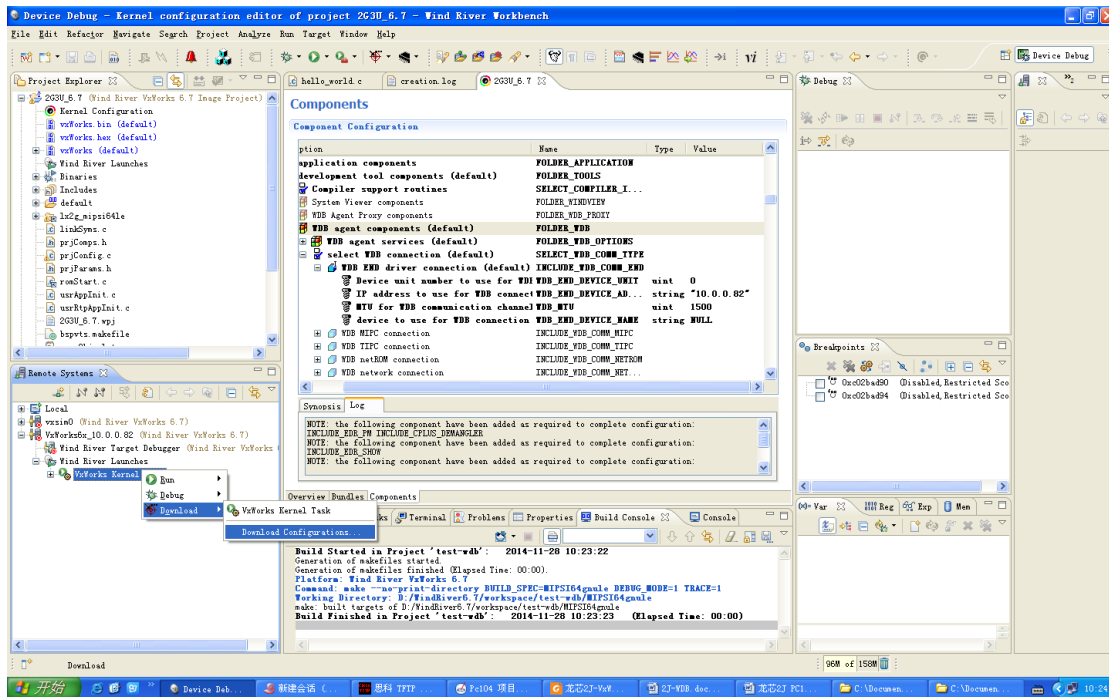 Device Debug - Kernel configuration editor of project 2G3U_6.7 - Wind River Workbench
File Edit Refactor Navigate Search Project Analyze Run Target Window Help
Device Debug
Project Explorer
2G3U_6.7 (Wind River VxWorks 6.7 Image Project)
Kernel Configuration
vxWorks.bin (default)
vxWorks.hex (default)
vxWorks (default)
Wind River Launches
Binaries
Includes
default
lx2g_mipsi64le
linkSyms.c
prjComps.h
prjConfig.c
prjParams.h
romStart.c
usrAppInit.c
usrRtpAppInit.c
2G3U_6.7.wpj
bspvts.makefile
hello_world.c
creation.log
2G3U_6.7
Components
Component Configuration
ption Name Type Value
application components FOLDER_APPLICATION
development tool components (default) FOLDER_TOOLS
Compiler support routines SELECT_COMPILER_I...
System Viewer components FOLDER_WINDVIEW
WDB Agent Proxy components FOLDER_WDB_PROXY
WDB agent components (default) FOLDER_WDB
WDB agent services (default) FOLDER_WDB_OPTIONS
select WDB connection (default) SELECT_WDB_COMM_TYPE
WDB END driver connection (default) INCLUDE_WDB_COMM_END
Device unit number to use for WDB WDB_END_DEVICE_UNIT uint 0
IP address to use for WDB connect WDB_END_DEVICE_AD... string "10.0.0.82"
MTU for WDB communication channel WDB_MTU uint 1500
device to use for WDB connection WDB_END_DEVICE_NAME string NULL
WDB MIPC connection INCLUDE_WDB_COMM_MIPC
WDB TIPC connection INCLUDE_WDB_COMM_TIPC
WDB netROM connection INCLUDE_WDB_COMM_NETROM
WDB network connection INCLUDE_WDB_COMM_NET...
Synopsis Log
NOTE: the following component have been added as required to complete configuration:
INCLUDE_EDR_PM INCLUDE_CPLUS_DEMANGLER
NOTE: the following component have been added as required to complete configuration:
INCLUDE_EDR_SHOW
NOTE: the following component have been added as required to complete configuration:
Overview Bundles Components
Debug
Breakpoints
0xc02bad90 (Disabled, Restricted Sco
0xc02bad94 (Disabled, Restricted Sco
Remote Systems
Local
vxsim0 (Wind River VxWorks 6.7)
VxWorks6x_10.0.0.82 (Wind River VxWorks 6.7)
Wind River Target Debugger (Wind River VxWorks
Wind River Launches
VxWorks Kernel
Run
Debug
Download
VxWorks Kernel Task
Download Configurations...
ks Terminal Problems Properties Build Console Console
Build Started in Project 'test-wdb': 2014-11-28 10:23:22
Generation of makefiles started.
Generation of makefiles finished (Elapsed Time: 00:00).
Platform: Wind River VxWorks 6.7
Command: make --no-print-directory BUILD_SPEC=MIPSI64gnule DEBUG_MODE=1 TRACE=1
Working Directory: D:/WindRiver6.7/workspace/test-wdb/MIPSI64gnule
make: built targets of D:/WindRiver6.7/workspace/test-wdb/MIPSI64gnule
Build Finished in Project 'test-wdb': 2014-11-28 10:23:23 (Elapsed Time: 00:00)
(x)= Var Reg Exp Mem
Download
96M of 158M
开始
Device Deb...
新建会话 (...
思科 TFTP ...
Pc104 项目...
龙芯2J-VxW...
2J-WDB.doc...
龙芯2J PC1...
C:\Documen...
C:\Documen...
10:24